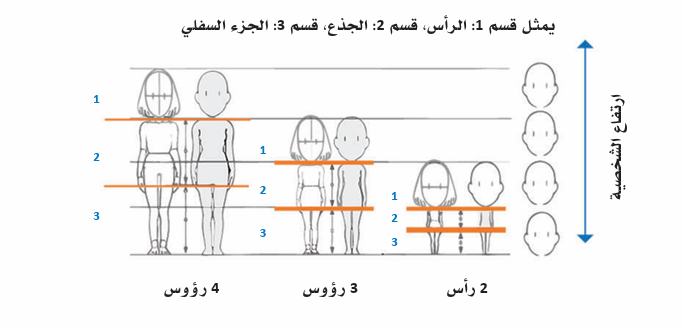 يمثل قسم 1: الرأس، قسم 2: الجذع، قسم 3: الجزء السفلي
ارتفاع الشخصية
1
2
3
1
2
3
1
2
3
4 رؤوس
3 رؤوس
2 رأس